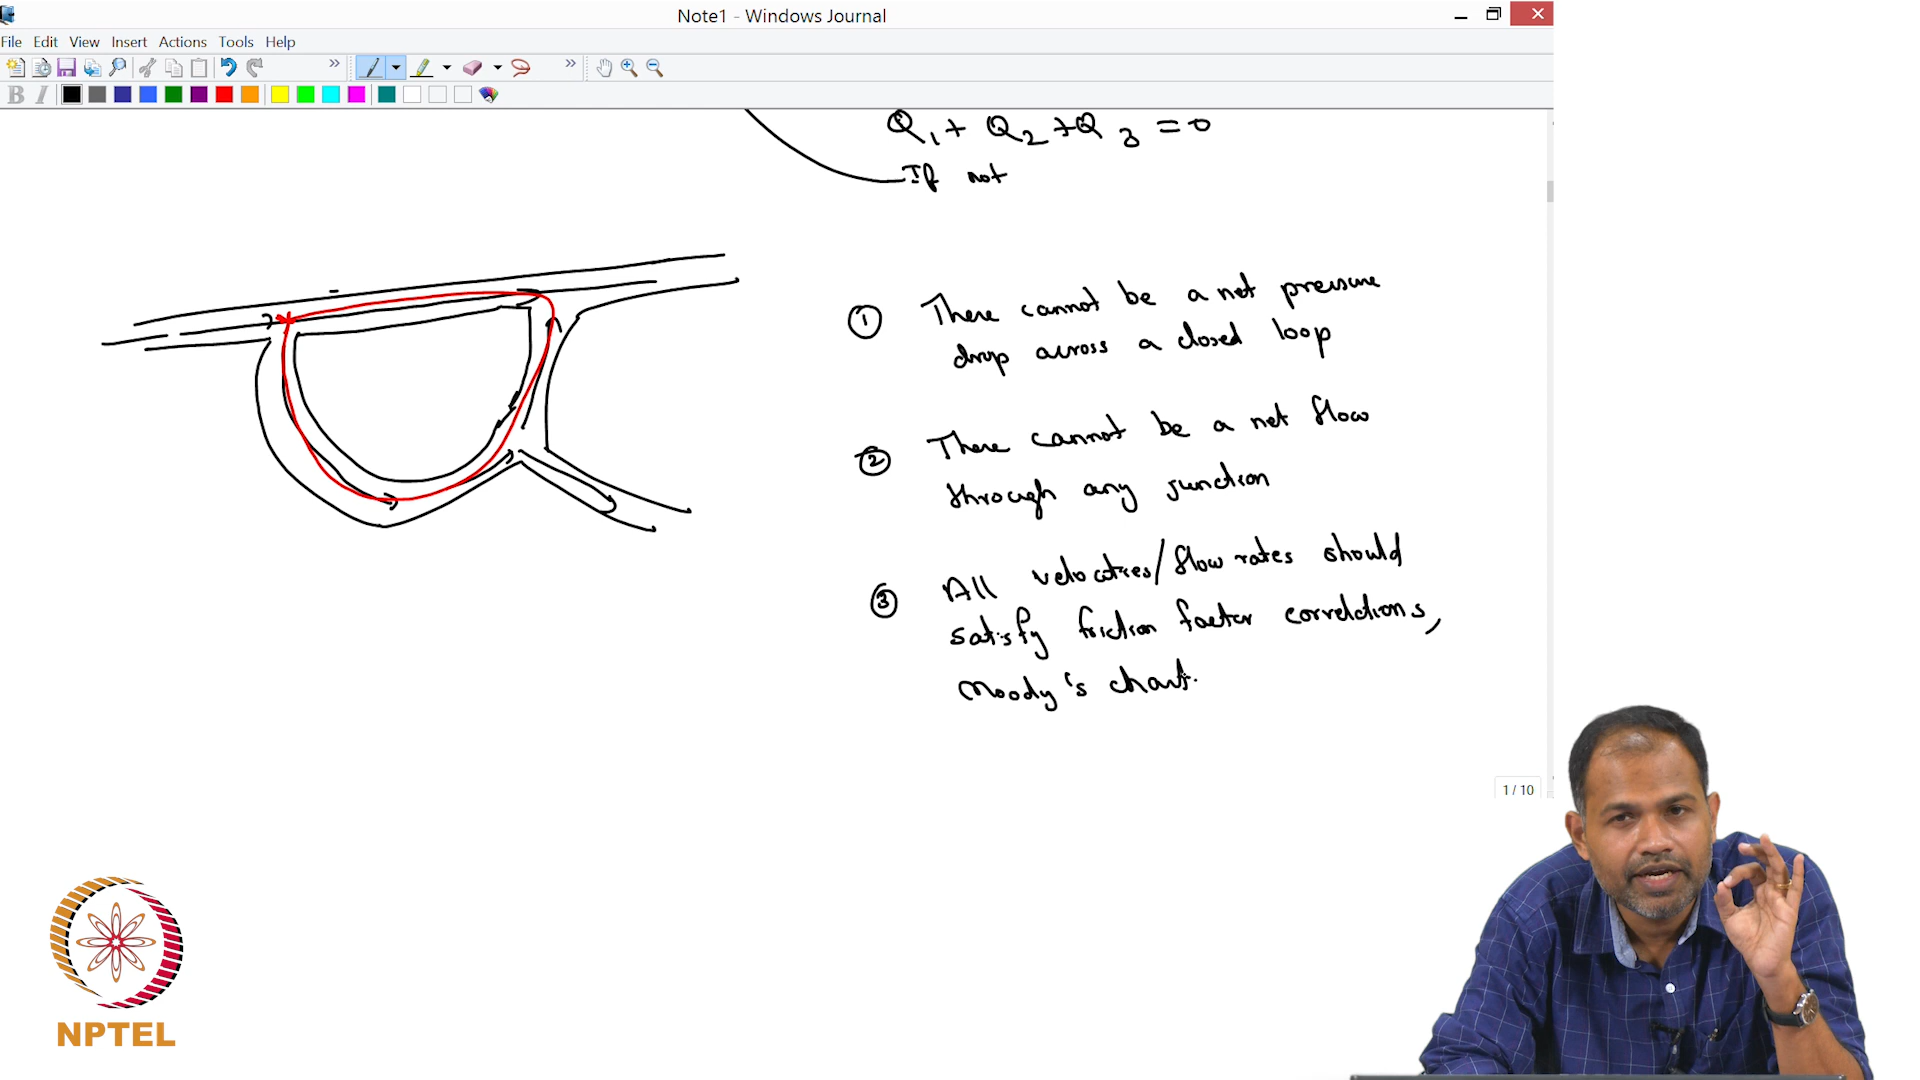 Note1 - Windows Journal
File Edit View Insert Actions Tools Help
B I
Q1 + Q2 + Q3 = 0
If not
① There cannot be a net pressure
drop across a closed loop
② There cannot be a net flow
through any junction
③ All velocities/flow rates should
satisfy friction factor correlations,
Moody's chart.
1 / 10
NPTEL